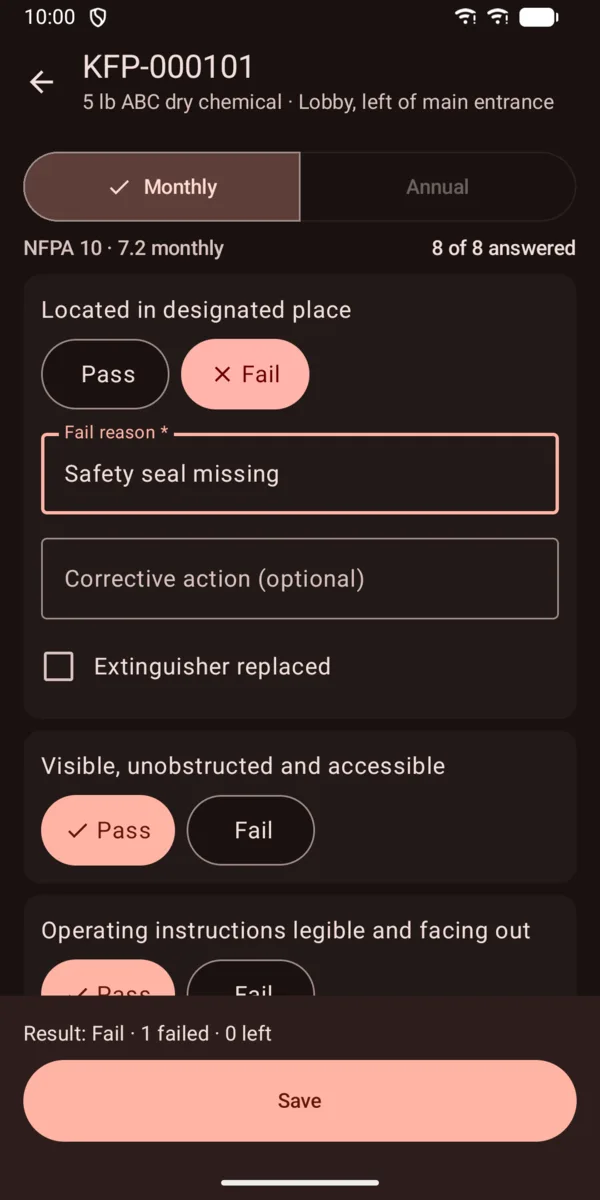 10:00
KFP-000101
5 lb ABC dry chemical · Lobby, left of main entrance
Monthly
Annual
NFPA 10 · 7.2 monthly
8 of 8 answered
Located in designated place
Pass
Fail
Fail reason *
Safety seal missing
Corrective action (optional)
Extinguisher replaced
Visible, unobstructed and accessible
Pass
Fail
Operating instructions legible and facing out
Pass
Fail
Result: Fail · 1 failed · 0 left
Save